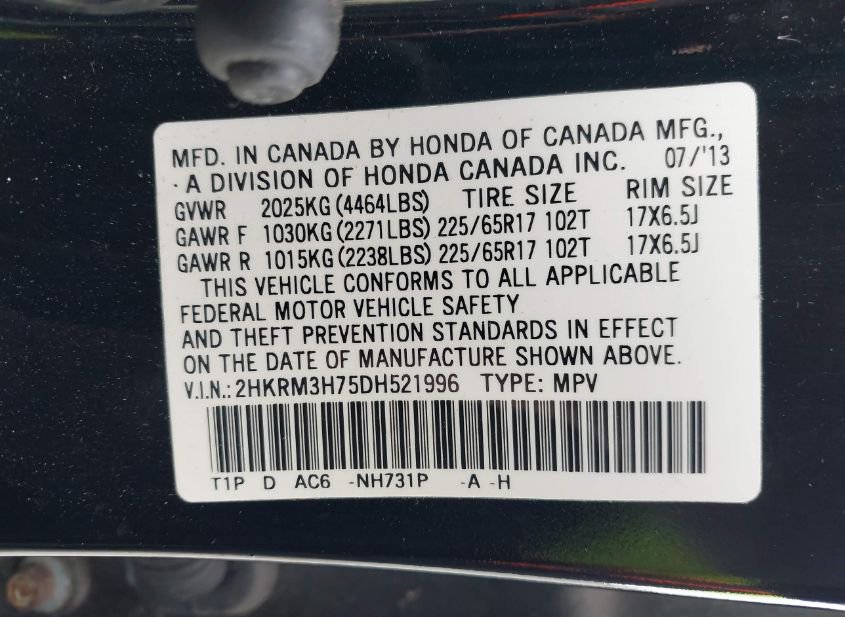 MFD. IN CANADA BY HONDA OF CANADA MFG.,
· A DIVISION OF HONDA CANADA INC. 07/'13
GVWR 2025KG (4464LBS) TIRE SIZE RIM SIZE
GAWR F 1030KG (2271LBS) 225/65R17 102T 17X6.5J
GAWR R 1015KG (2238LBS) 225/65R17 102T 17X6.5J
THIS VEHICLE CONFORMS TO ALL APPLICABLE
FEDERAL MOTOR VEHICLE SAFETY
AND THEFT PREVENTION STANDARDS IN EFFECT
ON THE DATE OF MANUFACTURE SHOWN ABOVE.
V.I.N.: 2HKRM3H75DH521996 TYPE: MPV
T1P D AC6 -NH731P -A -H